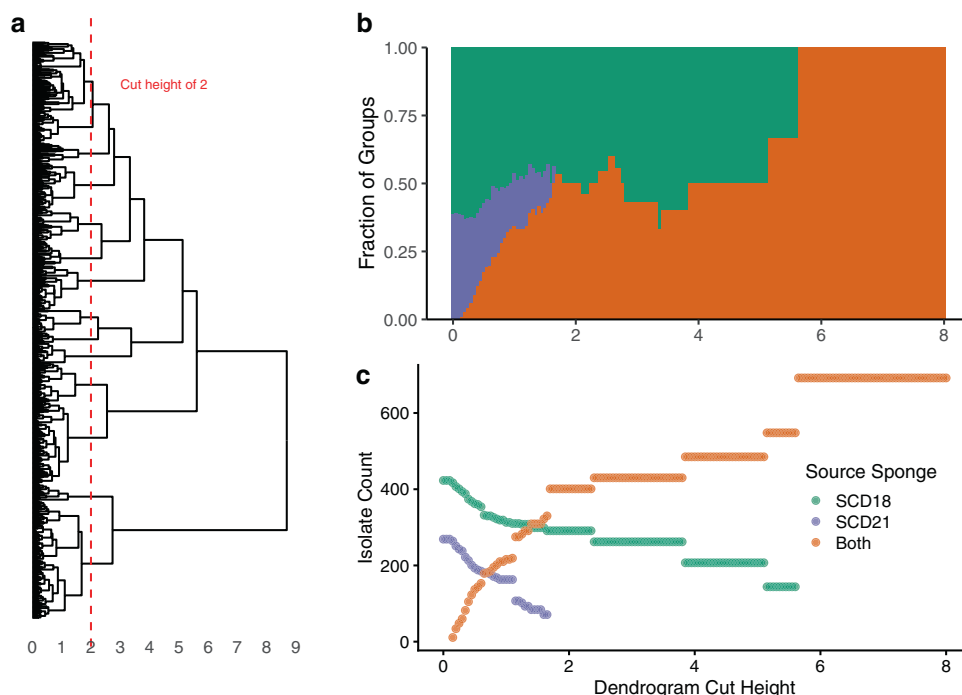 a
Cut height of 2
0 1 2 3 4 5 6 7 8 9
b
Fraction of Groups
1.00
0.75
0.50
0.25
0.00
0 2 4 6 8
c
Isolate Count
600
400
200
0
0 2 4 6 8
Dendrogram Cut Height
Source Sponge
SCD18
SCD21
Both